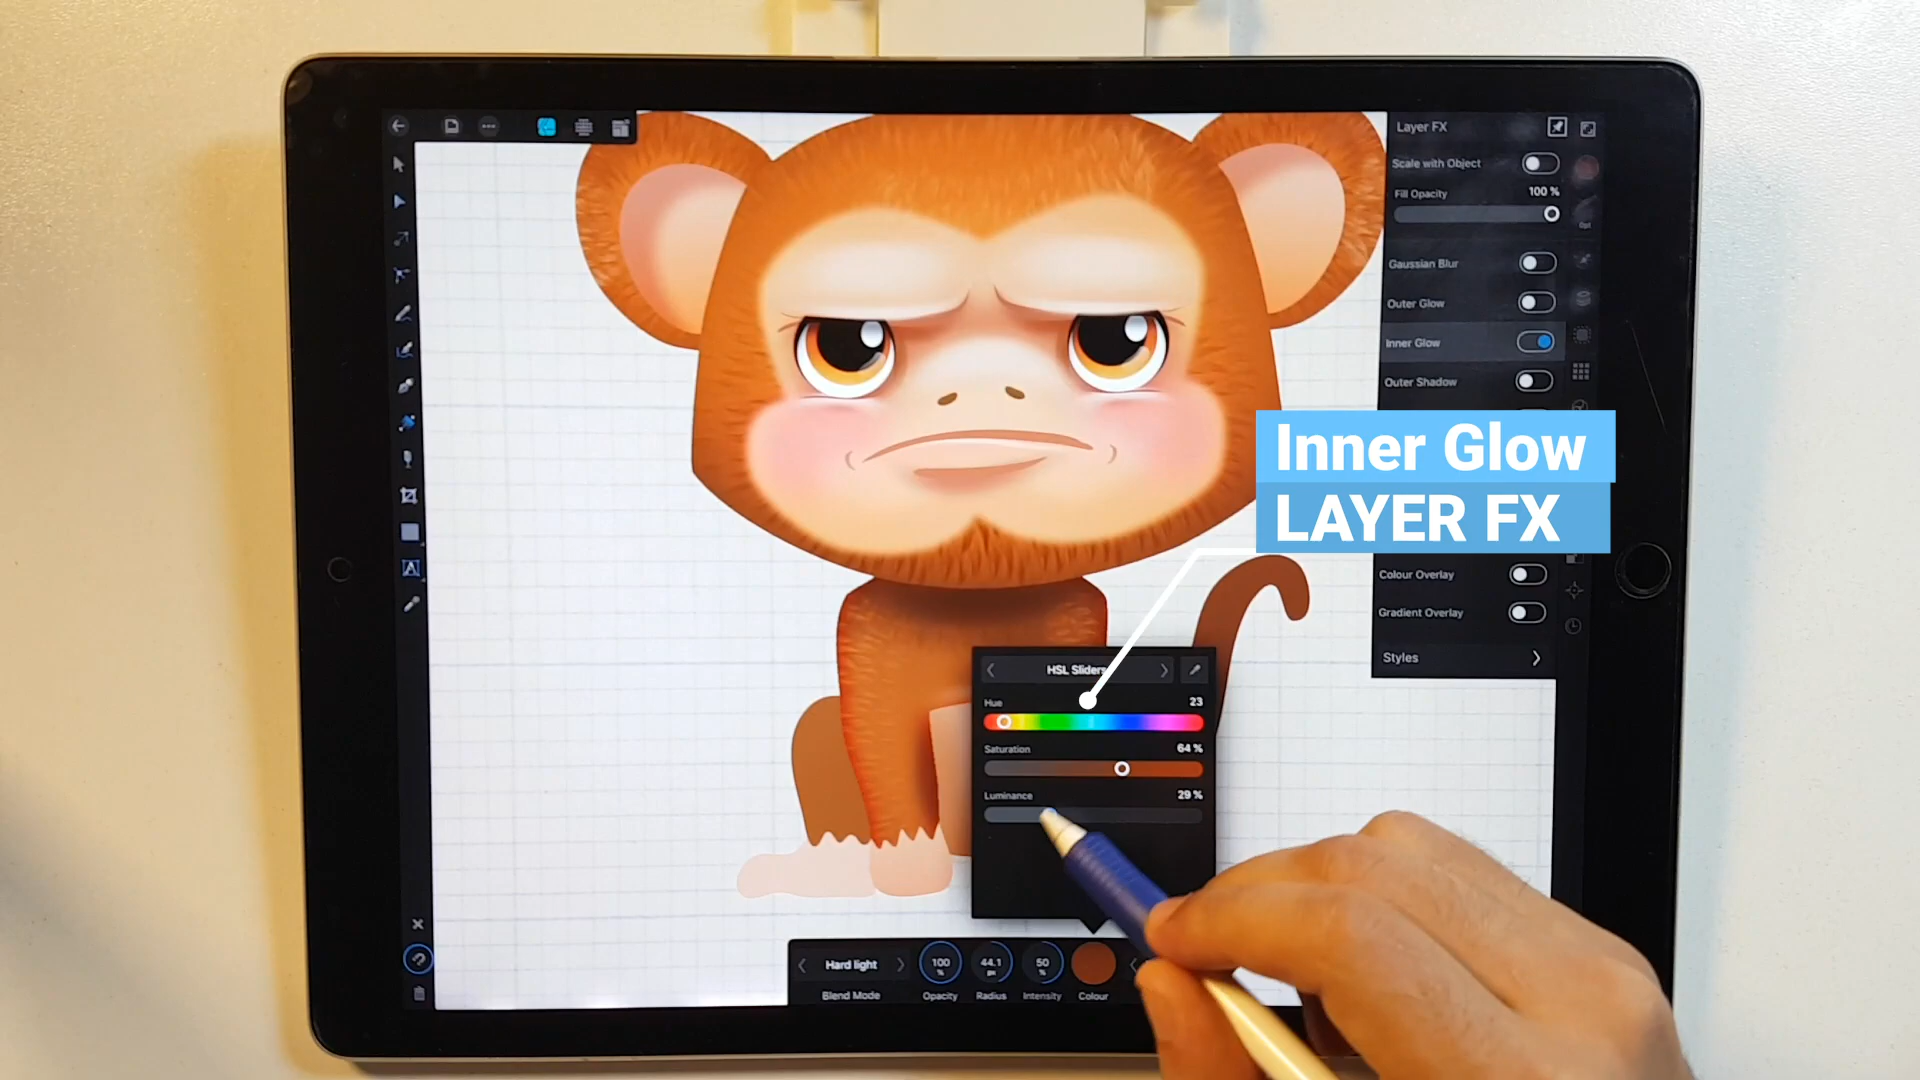 Layer FX
Scale with Object
Fill Opacity 100 %
0pt
Gaussian Blur
Outer Glow
Inner Glow
Outer Shadow
Inner Glow
LAYER FX
Colour Overlay
Gradient Overlay
Styles
HSL Sliders
Hue 23
Saturation 64 %
Luminance 29 %
Hard light
Blend Mode
100 %
Opacity
44.1 px
Radius
50 %
Intensity
Colour